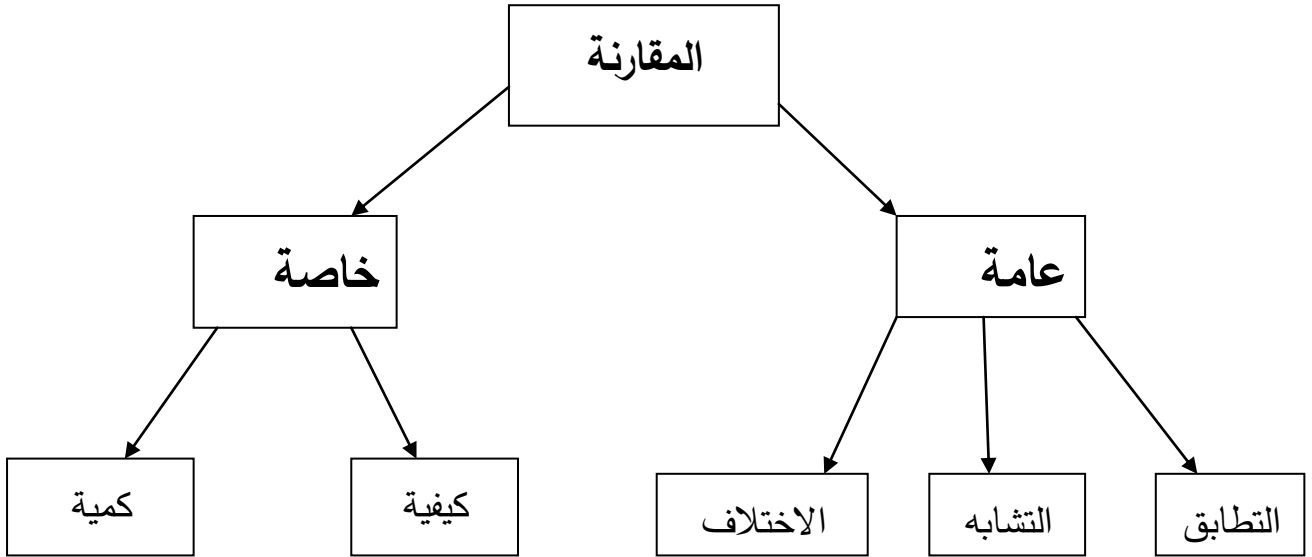 المقارنة
عامة
خاصة
التطابق
التشابه
الاختلاف
كيفية
كمية